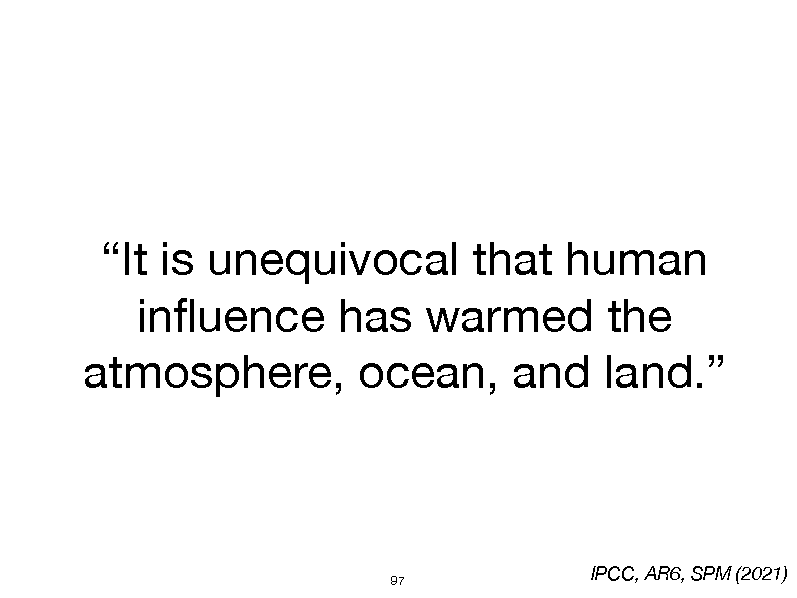 “It is unequivocal that human
influence has warmed the
atmosphere, ocean, and land.”
97
IPCC, AR6, SPM (2021)